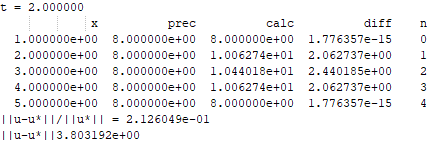 t = 2.000000
x prec calc diff n
1.000000e+00 8.000000e+00 8.000000e+00 1.776357e-15 0
2.000000e+00 8.000000e+00 1.006274e+01 2.062737e+00 1
3.000000e+00 8.000000e+00 1.044018e+01 2.440185e+00 2
4.000000e+00 8.000000e+00 1.006274e+01 2.062737e+00 3
5.000000e+00 8.000000e+00 8.000000e+00 1.776357e-15 4
||u-u*||/||u*|| = 2.126049e-01
||u-u*||3.803192e+00